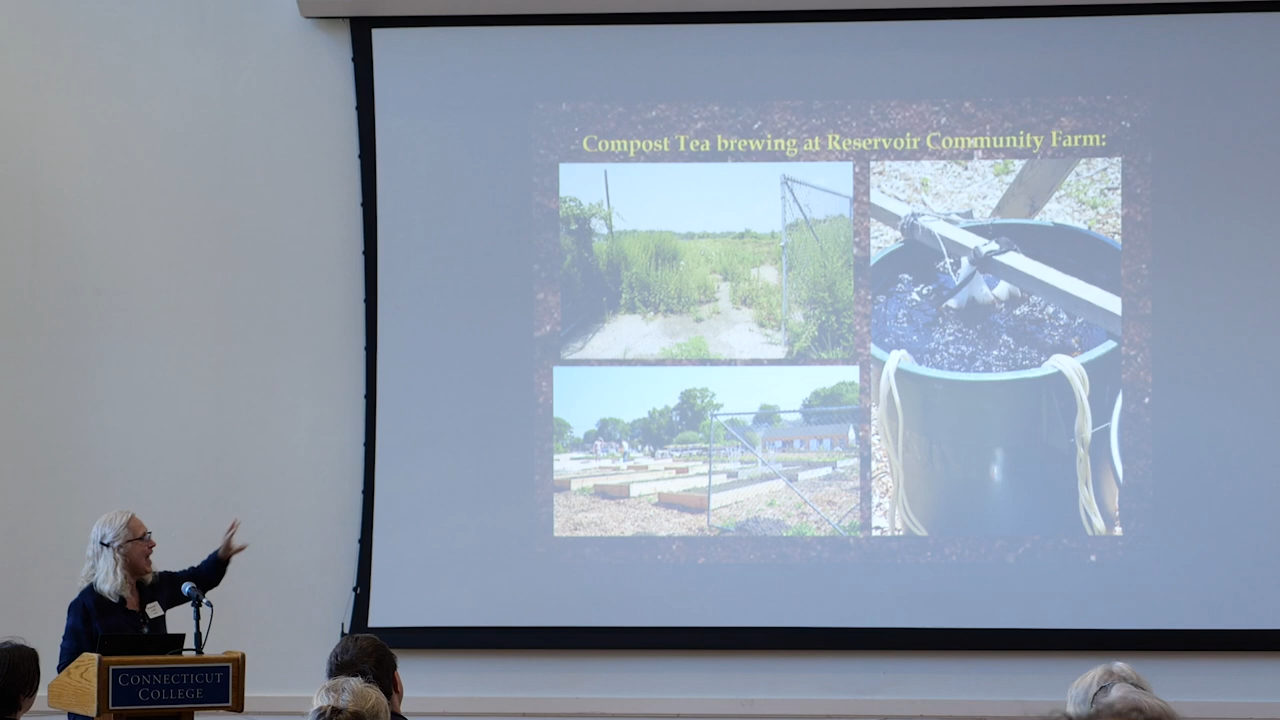 Compost Tea brewing at Reservoir Community Farm:
CONNECTICUT
COLLEGE